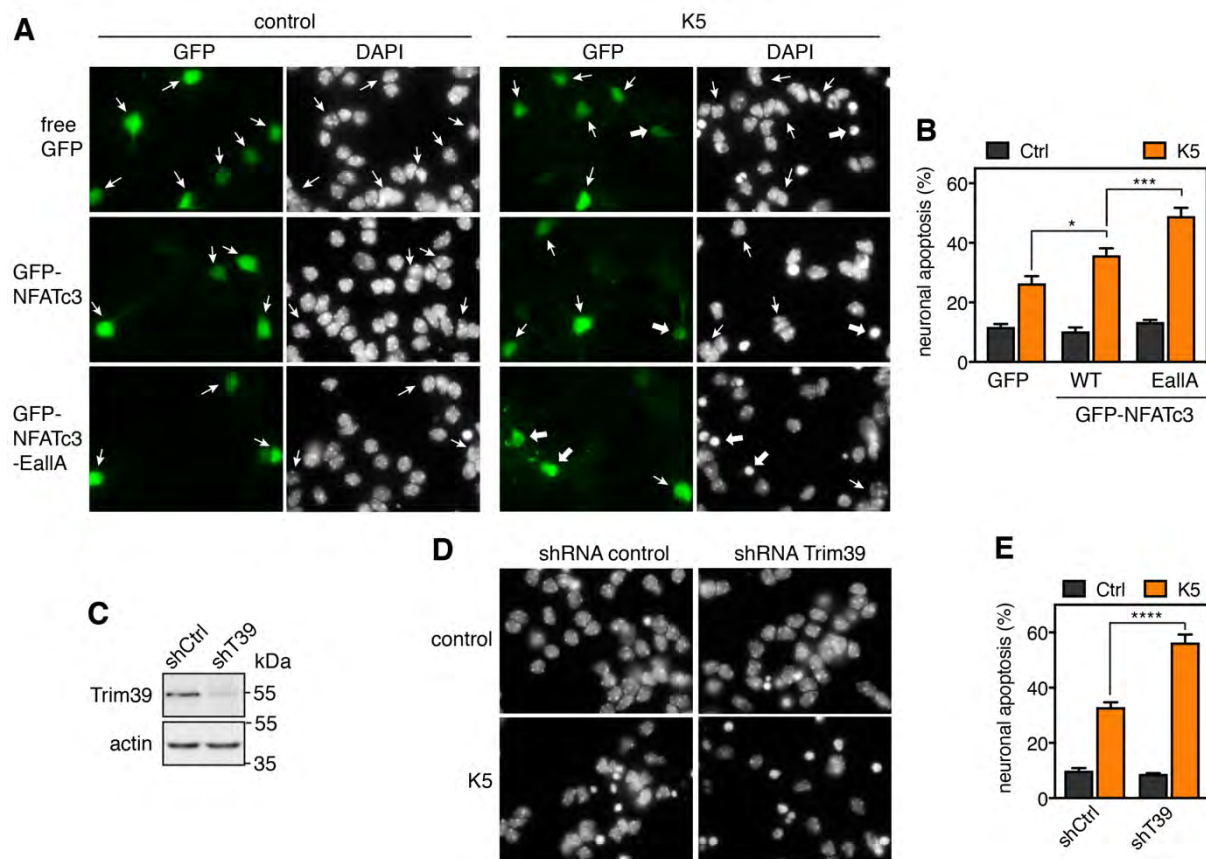 A
control
K5
GFP
DAPI
GFP
DAPI
free
GFP
GFP-
NFATc3
GFP-
NFATc3
-EallA
B
Ctrl
K5
neuronal apoptosis (%)
60
40
20
0
*
***
GFP
WT
EallA
GFP-NFATc3
C
shCtrl
shT39
kDa
Trim39
55
55
actin
35
D
shRNA control
shRNA Trim39
control
K5
E
Ctrl
K5
neuronal apoptosis (%)
60
40
20
0
****
shCtrl
shT39